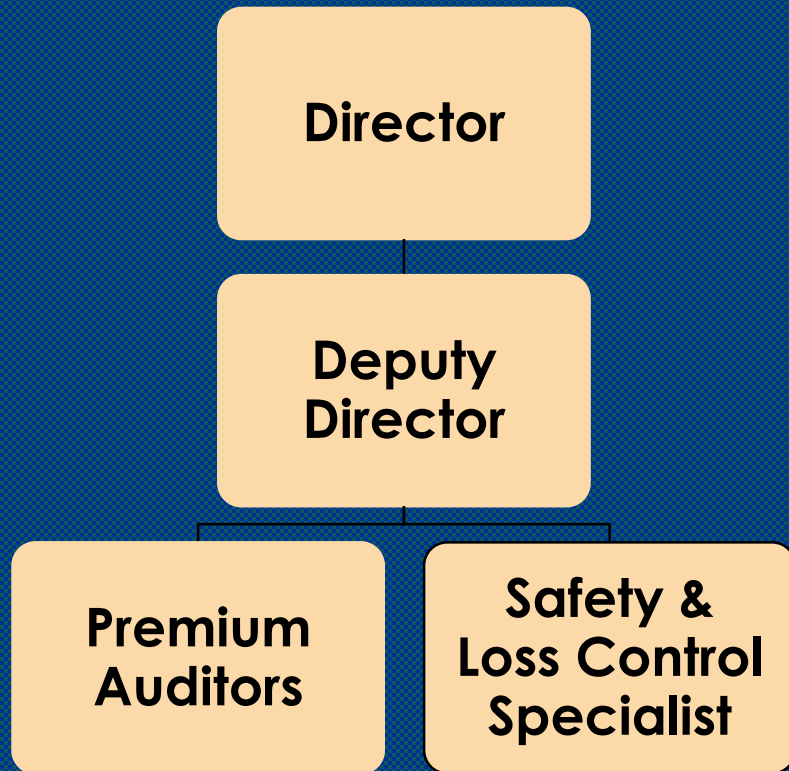 Director
Deputy
Director
Premium
Auditors
Safety &
Loss Control
Specialist